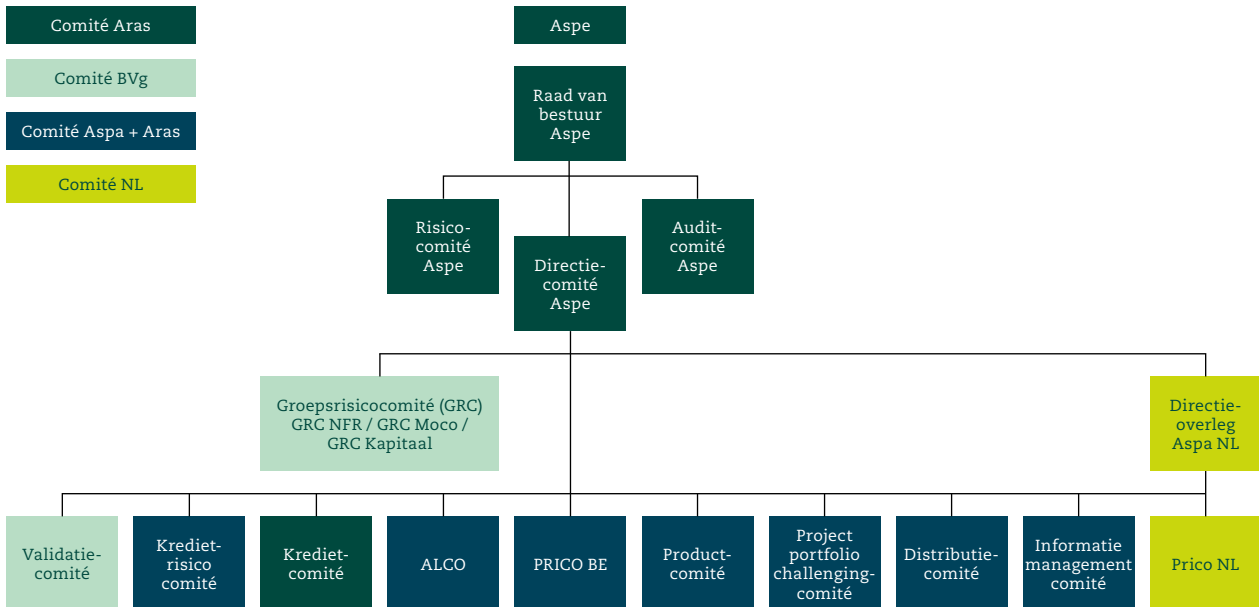 Comité Aras
Comité BVg
Comité Aspa + Aras
Comité NL
Aspe
Raad van
bestuur
Aspe
Risico-
comité
Aspe
Directie-
comité
Aspe
Audit-
comité
Aspe
Groepsrisicocomité (GRC)
GRC NFR / GRC Moco /
GRC Kapitaal
Directie-
overleg
Aspa NL
Validatie-
comité
Krediet-
risico
comité
Krediet-
comité
ALCO
PRICO BE
Product-
comité
Project
portfolio
challenging-
comité
Distributie-
comité
Informatie
management
comité
Prico NL